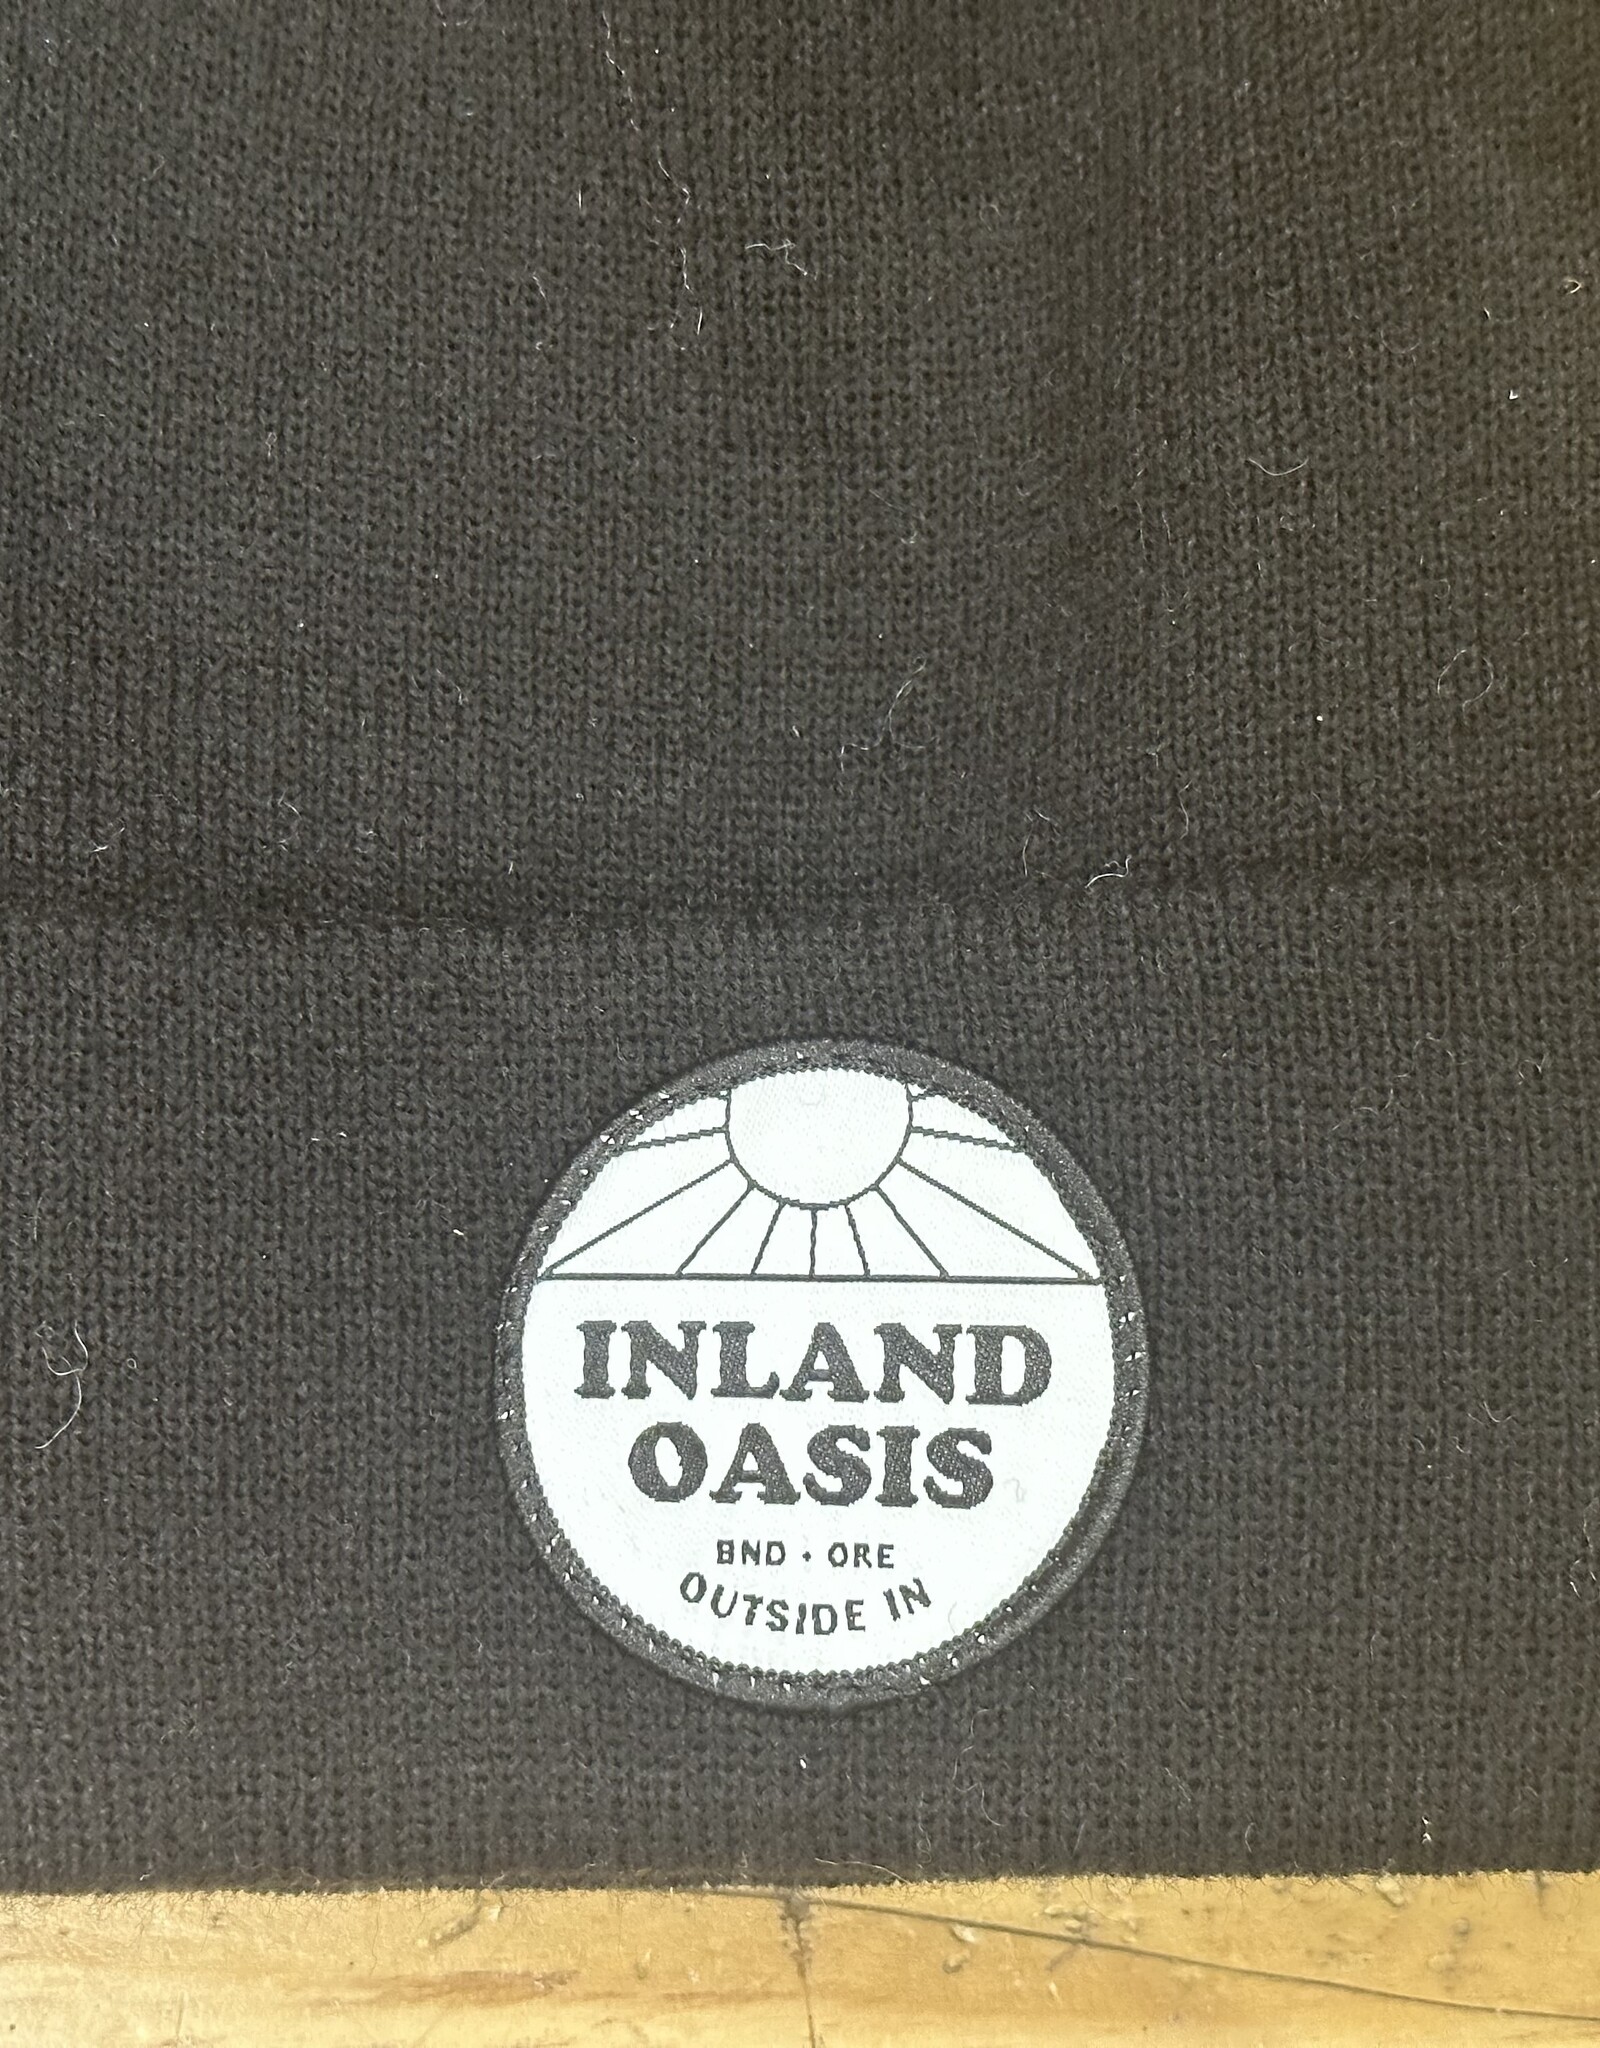 INLAND
OASIS
BND • ORE
OUTSIDE IN